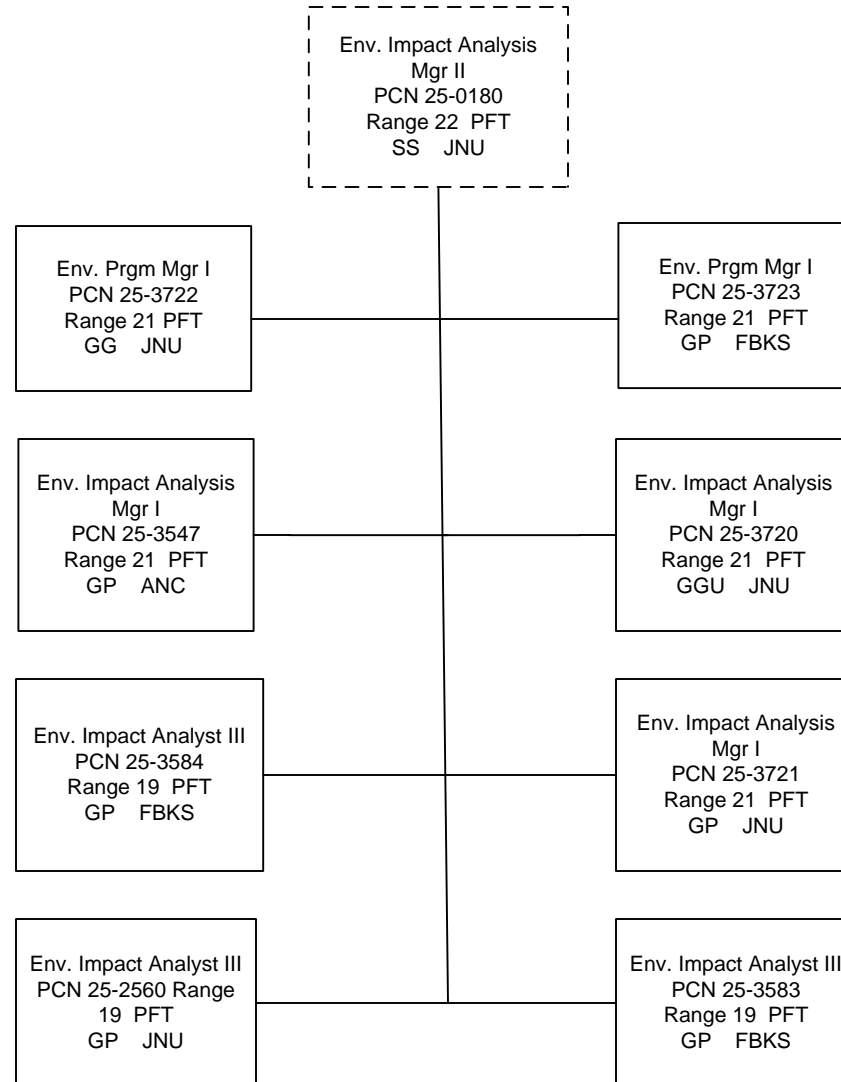 Env. Impact Analysis
Mgr II
PCN 25-0180
Range 22 PFT
SS JNU
Env. Prgm Mgr I
PCN 25-3722
Range 21 PFT
GG JNU
Env. Prgm Mgr I
PCN 25-3723
Range 21 PFT
GP FBKS
Env. Impact Analysis
Mgr I
PCN 25-3547
Range 21 PFT
GP ANC
Env. Impact Analysis
Mgr I
PCN 25-3720
Range 21 PFT
GGU JNU
Env. Impact Analyst III
PCN 25-3584
Range 19 PFT
GP FBKS
Env. Impact Analysis
Mgr I
PCN 25-3721
Range 21 PFT
GP JNU
Env. Impact Analyst III
PCN 25-2560 Range
19 PFT
GP JNU
Env. Impact Analyst III
PCN 25-3583
Range 19 PFT
GP FBKS